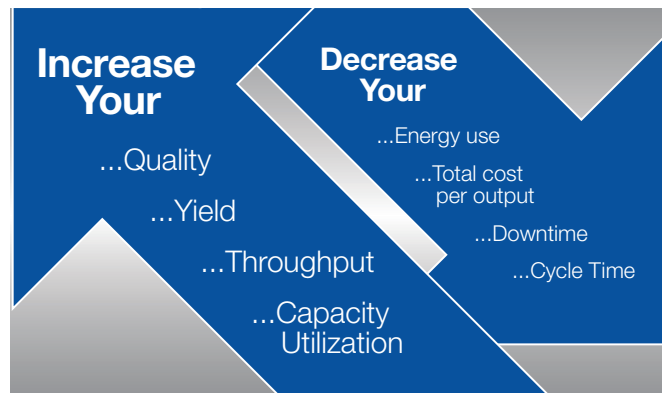 Increase
Your
...Quality
...Yield
...Throughput
...Capacity
Utilization
Decrease
Your
...Energy use
...Total cost
per output
...Downtime
...Cycle Time